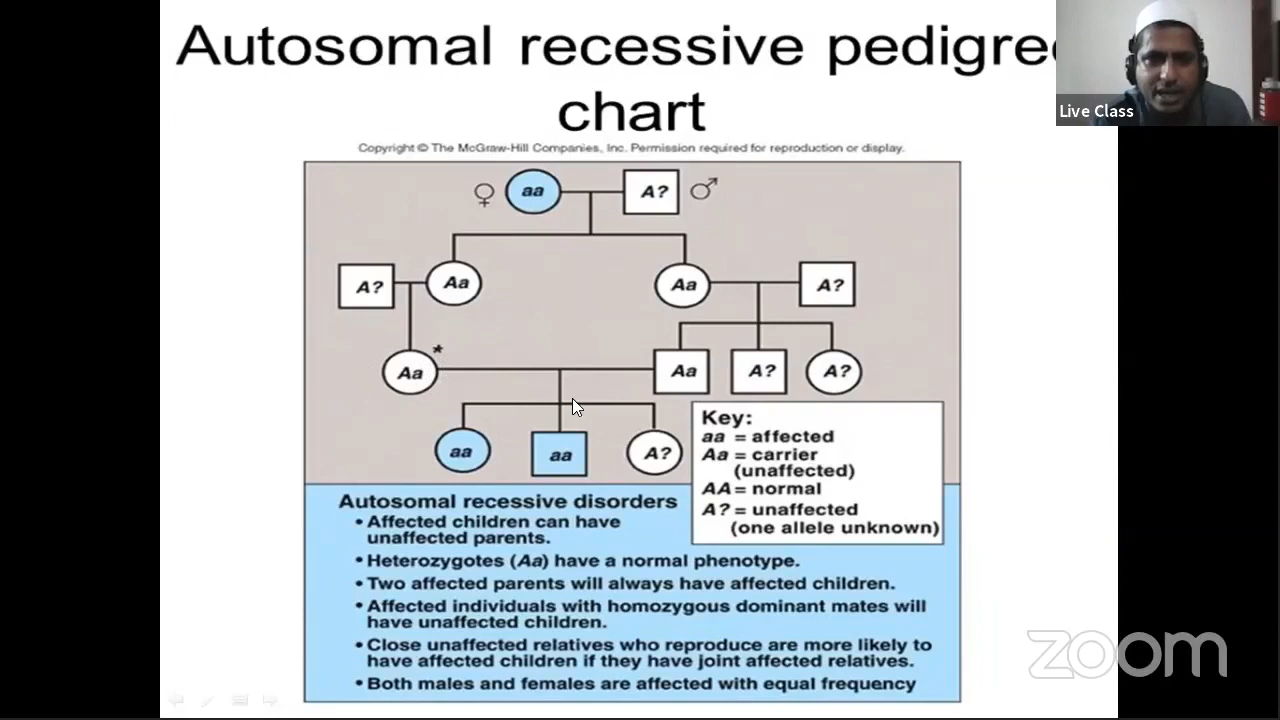 Autosomal recessive pedigree
chart
Live Class
Copyright © The McGraw-Hill Companies, Inc. Permission required for reproduction or display.
aa A?
A? Aa Aa A?
*
Aa Aa A? A?
aa aa A?
Key:
aa = affected
Aa = carrier
(unaffected)
AA = normal
A? = unaffected
(one allele unknown)
Autosomal recessive disorders
• Affected children can have
unaffected parents.
• Heterozygotes (Aa) have a normal phenotype.
• Two affected parents will always have affected children.
• Affected individuals with homozygous dominant mates will
have unaffected children.
• Close unaffected relatives who reproduce are more likely to
have affected children if they have joint affected relatives.
• Both males and females are affected with equal frequency
zoom